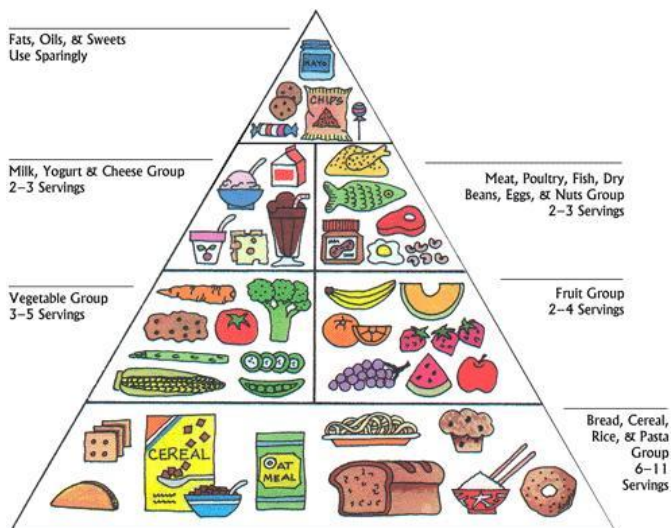 Fats, Oils, & Sweets
Use Sparingly
MAYO
CHIPS
Milk, Yogurt & Cheese Group
2–3 Servings
Meat, Poultry, Fish, Dry
Beans, Eggs, & Nuts Group
2–3 Servings
Vegetable Group
3–5 Servings
Fruit Group
2–4 Servings
Bread, Cereal,
Rice, & Pasta
Group
6–11
Servings
CEREAL
OAT
MEAL